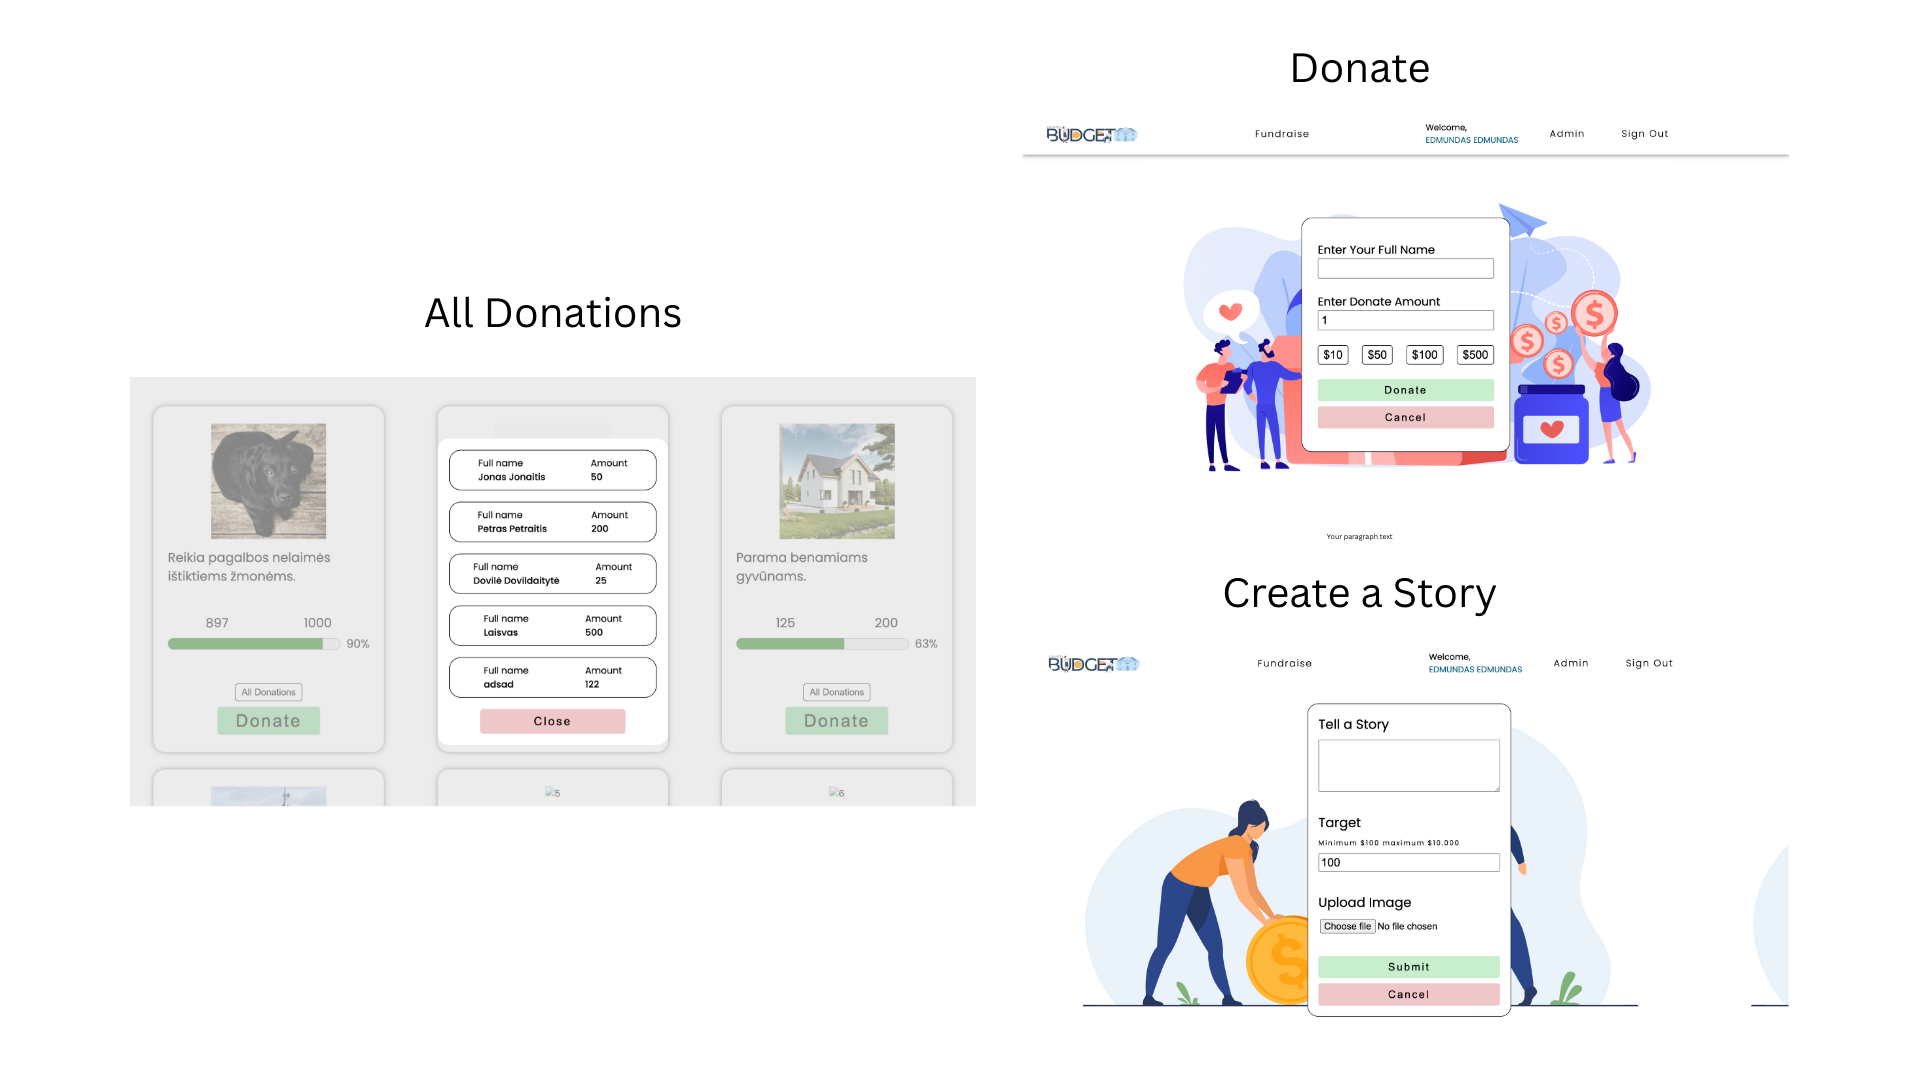 All Donations
Reikia pagalbos nelaimės
ištiktiems žmonėms.
897 1000
90%
All Donations
Donate
Full name Amount
Jonas Jonaitis 50
Full name Amount
Petras Petraitis 200
Full name Amount
Dovilė Dovildaitytė 25
Full name Amount
Laisvas 500
Full name Amount
adsad 122
Close
Parama benamiams
gyvūnams.
125 200
63%
All Donations
Donate
5
6
Donate
BUDGET
Fundraise
Welcome,
EDMUNDAS EDMUNDAS
Admin
Sign Out
Enter Your Full Name
Enter Donate Amount
1
$10 $50 $100 $500
Donate
Cancel
Your paragraph text
Create a Story
BUDGET
Fundraise
Welcome,
EDMUNDAS EDMUNDAS
Admin
Sign Out
Tell a Story
Target
Minimum $100 maximum $10.000
100
Upload Image
Choose file No file chosen
Submit
Cancel